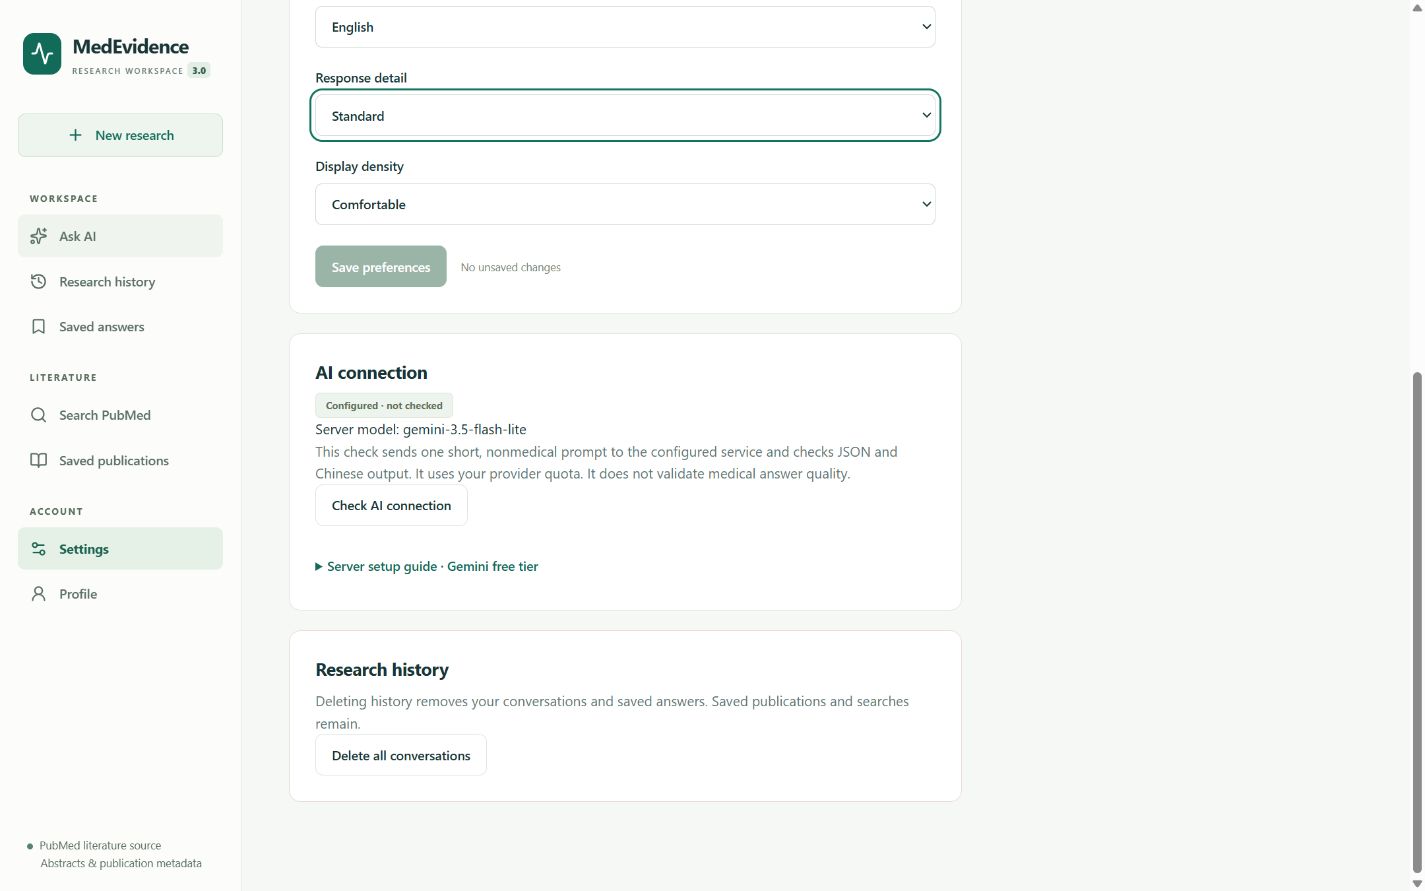 MedEvidence
RESEARCH WORKSPACE 3.0
New research
WORKSPACE
Ask AI
Research history
Saved answers
LITERATURE
Search PubMed
Saved publications
ACCOUNT
Settings
Profile
PubMed literature source
Abstracts & publication metadata
English
Response detail
Standard
Display density
Comfortable
Save preferences
No unsaved changes
AI connection
Configured · not checked
Server model: gemini-3.5-flash-lite
This check sends one short, nonmedical prompt to the configured service and checks JSON and
Chinese output. It uses your provider quota. It does not validate medical answer quality.
Check AI connection
Server setup guide · Gemini free tier
Research history
Deleting history removes your conversations and saved answers. Saved publications and searches
remain.
Delete all conversations